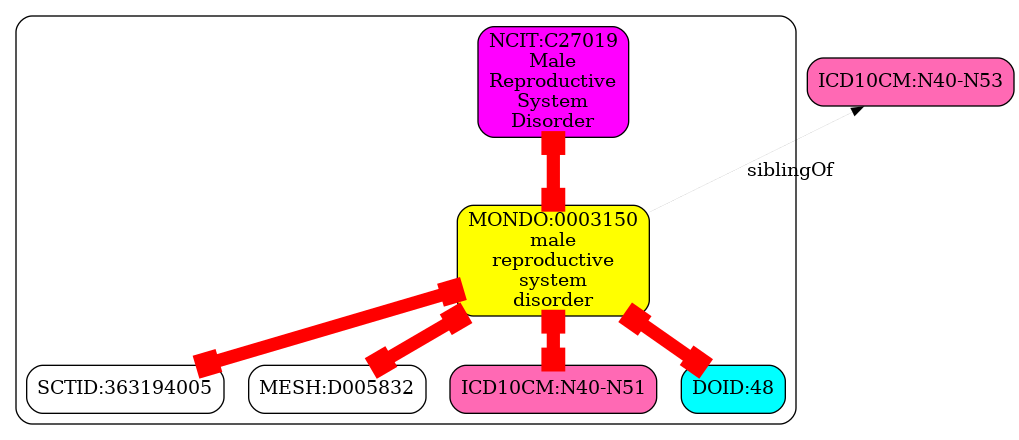 NCIT:C27019
Male
Reproductive
System
Disorder
ICD10CM:N40-N53
siblingOf
MONDO:0003150
male
reproductive
system
disorder
SCTID:363194005
MESH:D005832
ICD10CM:N40-N51
DOID:48